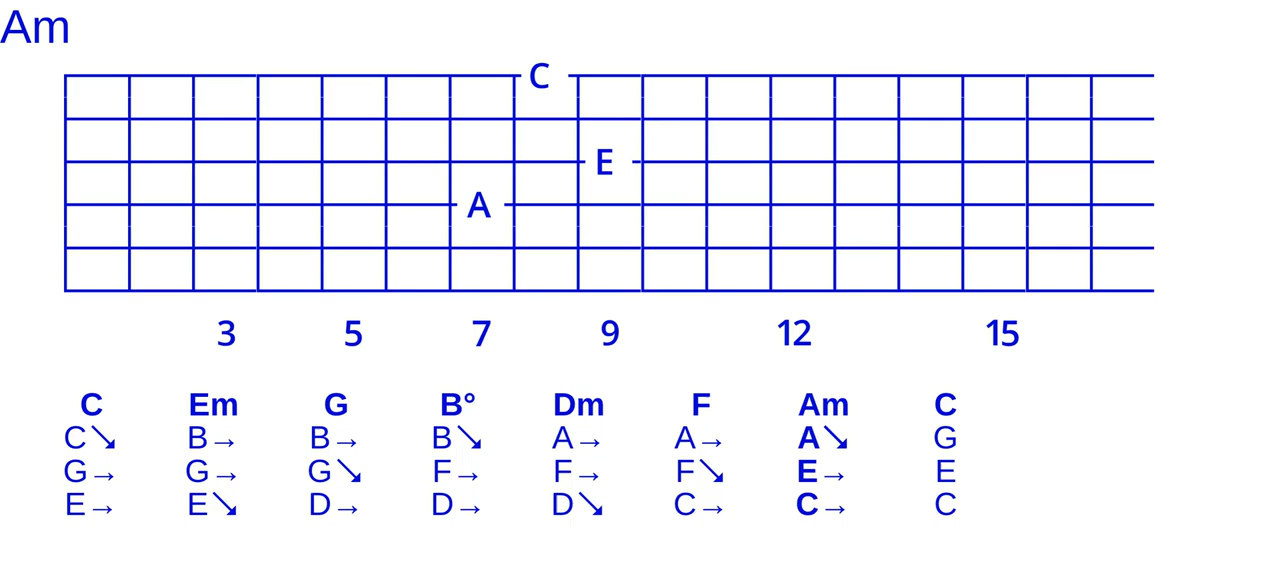 Am
C
E
A
3 5 7 9 12 15
C Em G B° Dm F Am C
C↘ B→ B→ B↘ A→ A→ A↘ G
G→ G→ G↘ F→ F→ F↘ E→ E
E→ E↘ D→ D→ D↘ C→ C→ C